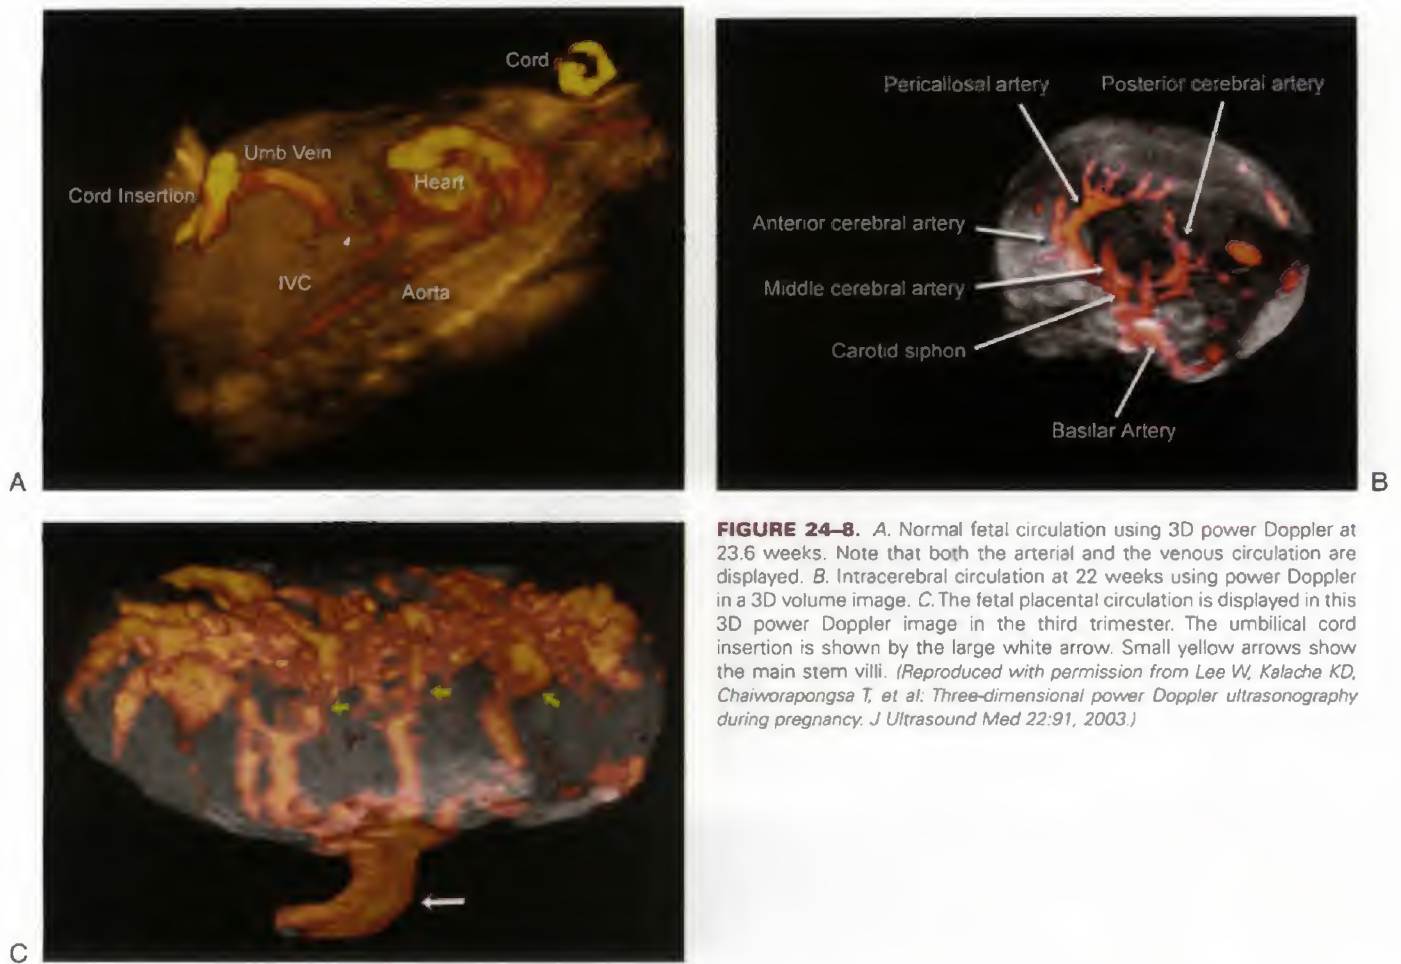 Cord
Umb Vein
Cord Insertion
Heart
IVC
Aorta
A
Pericallosal artery
Posterior cerebral artery
Anterior cerebral artery
Middle cerebral artery
Carotid siphon
Basilar Artery
B
C
FIGURE 24–8. A. Normal fetal circulation using 3D power Doppler at
23.6 weeks. Note that both the arterial and the venous circulation are
displayed. B. Intracerebral circulation at 22 weeks using power Doppler
in a 3D volume image. C. The fetal placental circulation is displayed in this
3D power Doppler image in the third trimester. The umbilical cord
insertion is shown by the large white arrow. Small yellow arrows show
the main stem villi. (Reproduced with permission from Lee W, Kalache KD,
Chaiworapongsa T, et al: Three-dimensional power Doppler ultrasonography
during pregnancy. J Ultrasound Med 22:91, 2003.)